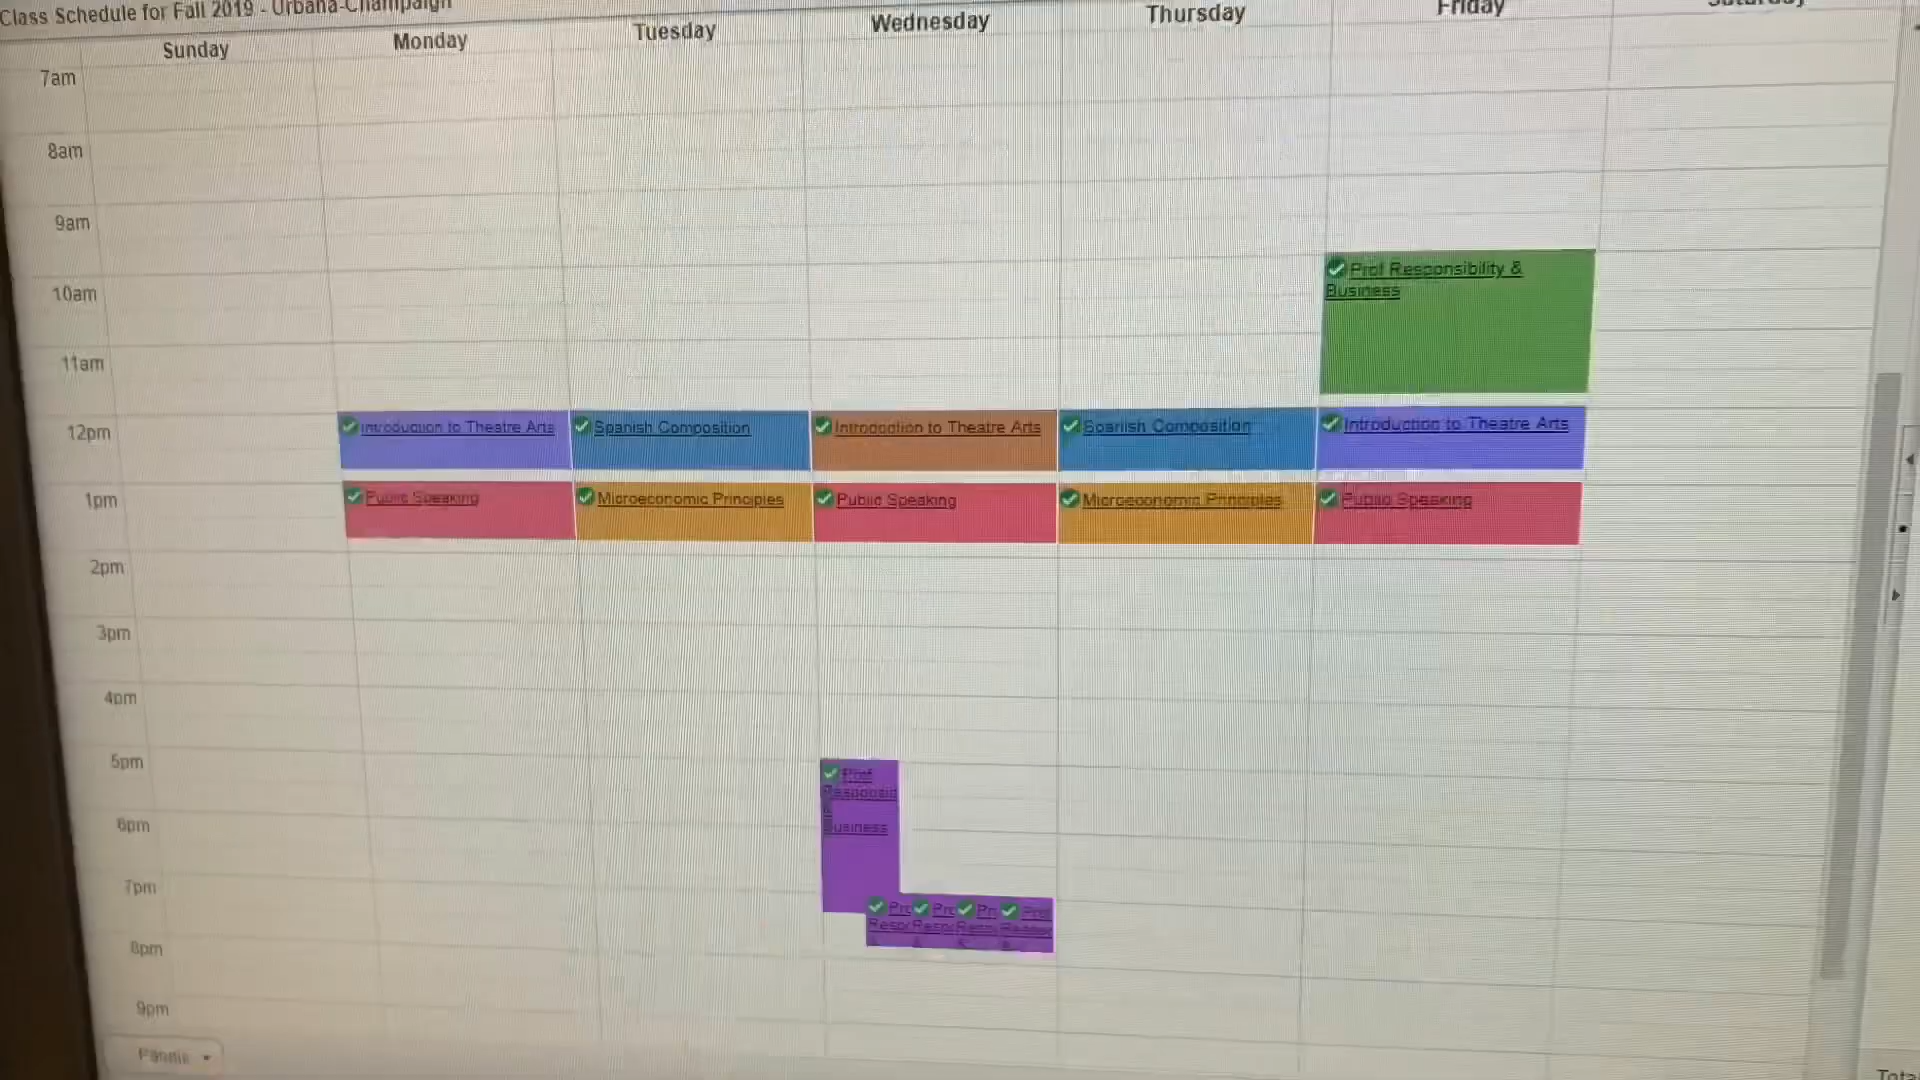 Class Schedule for Fall 2019 - Urbana-Champaign
Sunday Monday Tuesday Wednesday Thursday Friday Saturday
7am
8am
9am
10am
Prof Responsibility &
Business
11am
12pm
Introduction to Theatre Arts Spanish Composition Introduction to Theatre Arts Spanish Composition Introduction to Theatre Arts
1pm
Public Speaking Microeconomic Principles Public Speaking Microeconomic Principles Public Speaking
2pm
3pm
4pm
5pm
Prof
&
Business
6pm
7pm
8pm
9pm